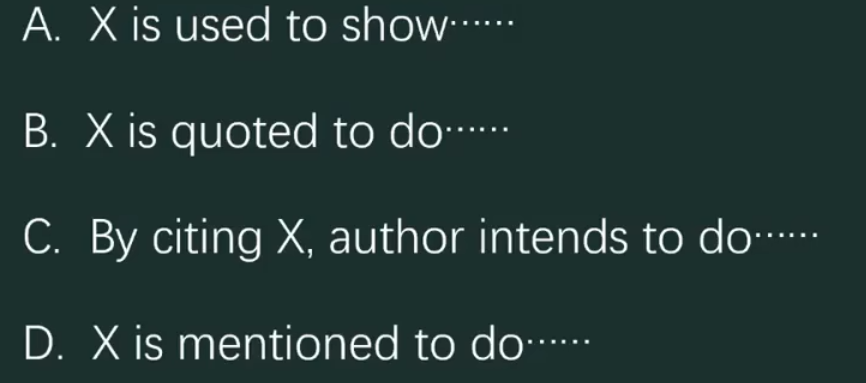 A. X is used to show······
B. X is quoted to do······
C. By citing X, author intends to do······
D. X is mentioned to do······